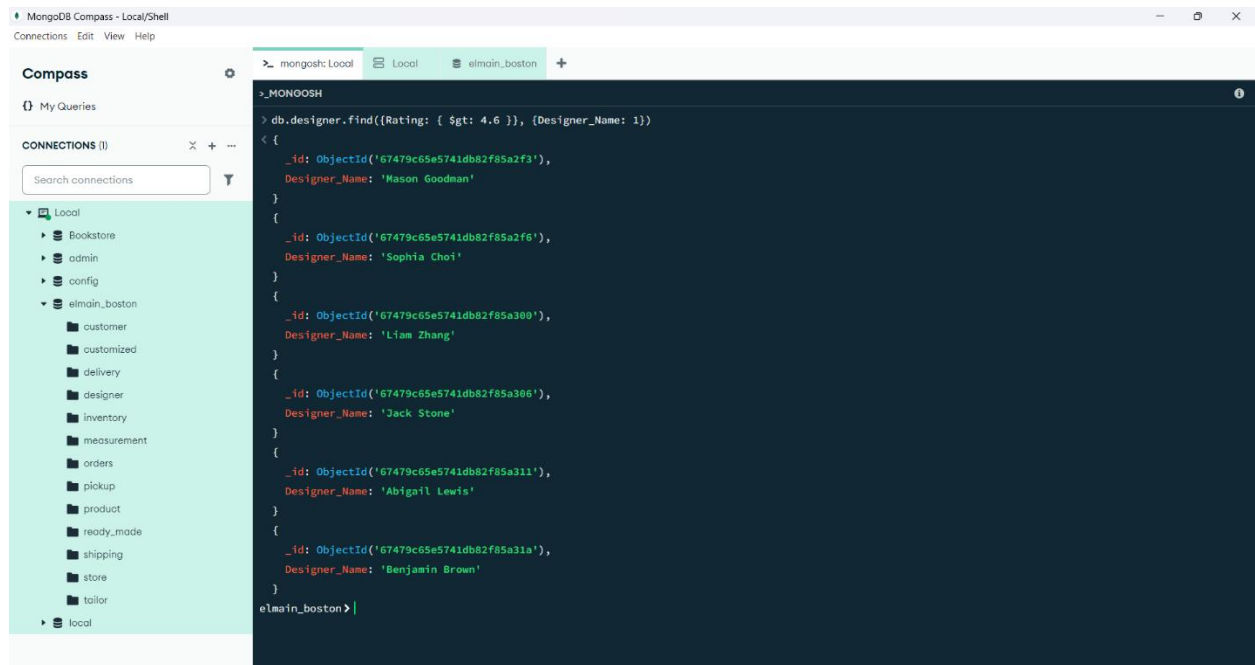 MongoDB Compass - Local/Shell
Connections Edit View Help
Compass
{} My Queries
CONNECTIONS (1)
Search connections
Local
Bookstore
admin
config
elmain_boston
customer
customized
delivery
designer
inventory
measurement
orders
pickup
product
ready_made
shipping
store
tailor
local
>_ mongosh: Local
Local
elmain_boston
>_MONGOSH
> db.designer.find({Rating: { $gt: 4.6 }}, {Designer_Name: 1})
< {
_id: ObjectId('67479c65e5741db82f85a2f3'),
Designer_Name: 'Mason Goodman'
}
{
_id: ObjectId('67479c65e5741db82f85a2f6'),
Designer_Name: 'Sophia Choi'
}
{
_id: ObjectId('67479c65e5741db82f85a300'),
Designer_Name: 'Liam Zhang'
}
{
_id: ObjectId('67479c65e5741db82f85a306'),
Designer_Name: 'Jack Stone'
}
{
_id: ObjectId('67479c65e5741db82f85a311'),
Designer_Name: 'Abigail Lewis'
}
{
_id: ObjectId('67479c65e5741db82f85a31a'),
Designer_Name: 'Benjamin Brown'
}
elmain_boston>